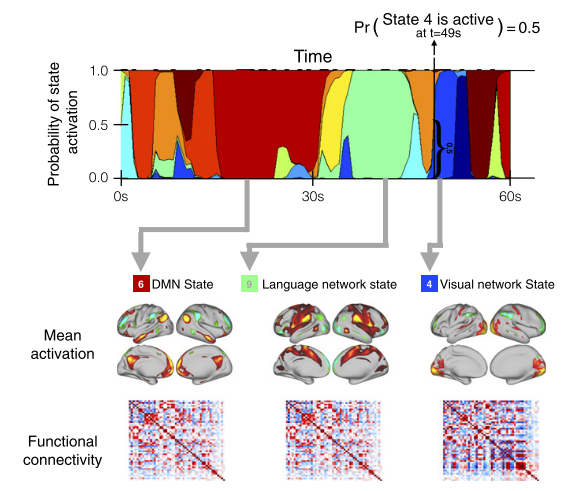 Pr ( State 4 is active at t=49s ) = 0.5
Time
Probability of state
activation
1.0
0.5
0.0
0.5
0s
30s
60s
6 DMN State
9 Language network state
4 Visual network State
Mean
activation
Functional
connectivity